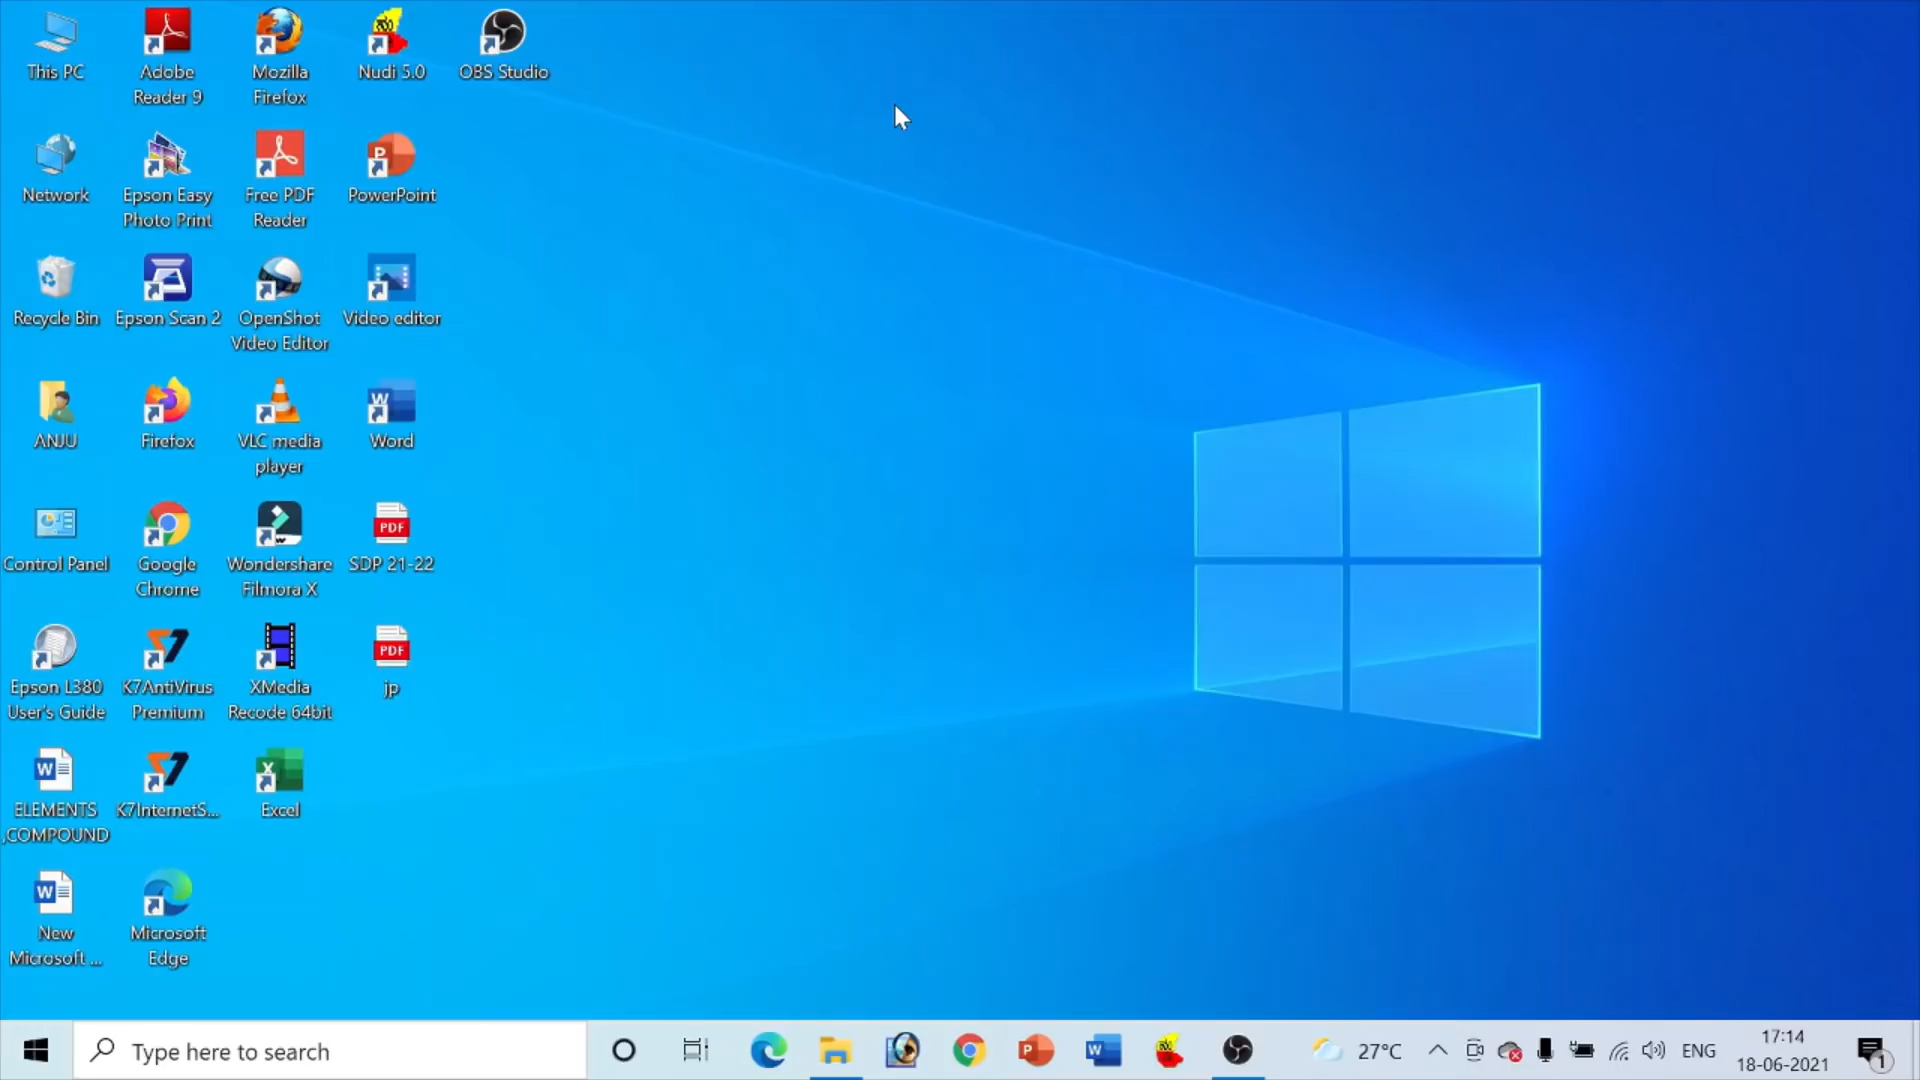 This PC
Adobe
Reader 9
Mozilla
Firefox
Nudi 5.0
OBS Studio
Network
Epson Easy
Photo Print
Free PDF
Reader
PowerPoint
Recycle Bin
Epson Scan 2
OpenShot
Video Editor
Video editor
ANJU
Firefox
VLC media
player
Word
Control Panel
Google
Chrome
Wondershare
Filmora X
PDF
SDP 21-22
Epson L380
User's Guide
K7AntiVirus
Premium
XMedia
Recode 64bit
PDF
jp
ELEMENTS
,COMPOUND
K7InternetS...
Excel
New
Microsoft ...
Microsoft
Edge
Type here to search
27°C
ENG
17:14
18-06-2021
1